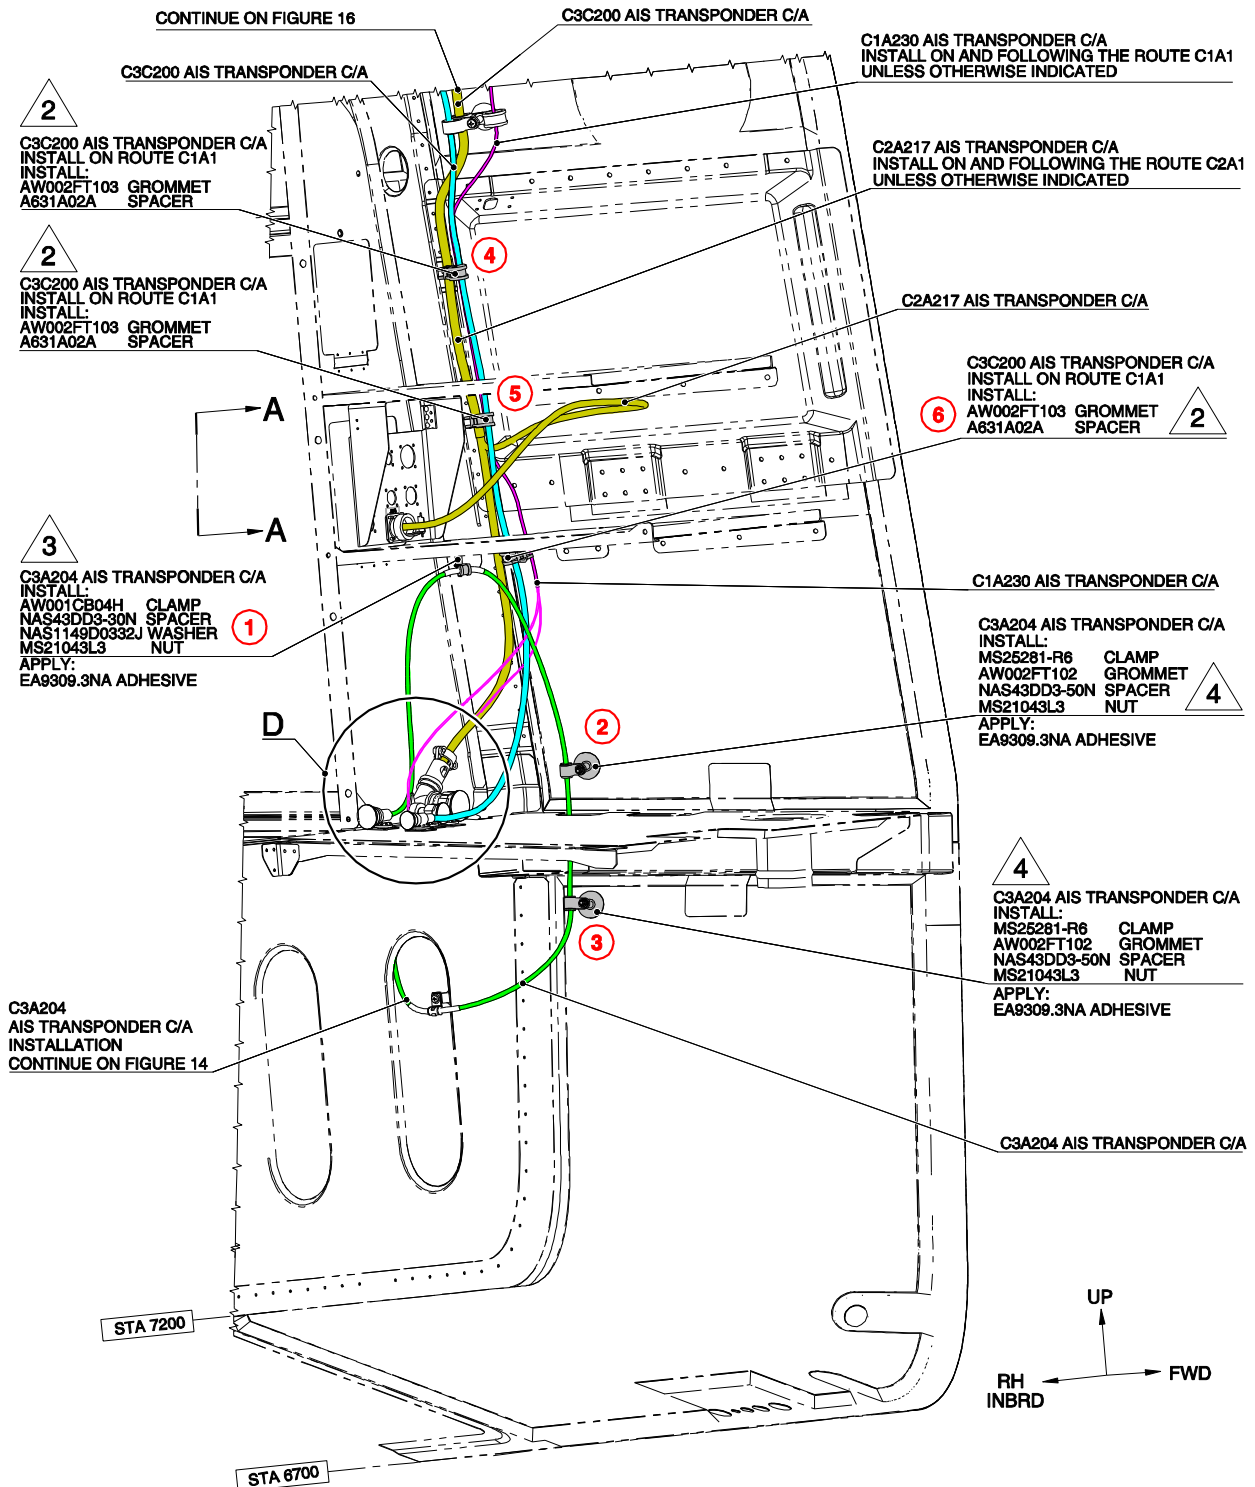 CONTINUE ON FIGURE 16
C3C200 AIS TRANSPONDER C/A
C3C200 AIS TRANSPONDER C/A
C1A230 AIS TRANSPONDER C/A
INSTALL ON AND FOLLOWING THE ROUTE C1A1
UNLESS OTHERWISE INDICATED
2
C3C200 AIS TRANSPONDER C/A
INSTALL ON ROUTE C1A1
INSTALL:
AW002FT103 GROMMET
A631A02A SPACER
C2A217 AIS TRANSPONDER C/A
INSTALL ON AND FOLLOWING THE ROUTE C2A1
UNLESS OTHERWISE INDICATED
2
C3C200 AIS TRANSPONDER C/A
INSTALL ON ROUTE C1A1
INSTALL:
AW002FT103 GROMMET
A631A02A SPACER
4
C2A217 AIS TRANSPONDER C/A
5
C3C200 AIS TRANSPONDER C/A
INSTALL ON ROUTE C1A1
INSTALL:
AW002FT103 GROMMET
A631A02A SPACER
6
2
A
A
3
C3A204 AIS TRANSPONDER C/A
INSTALL:
AW001CB04H CLAMP
NAS43DD3-30N SPACER
NAS1149D0332J WASHER
MS21043L3 NUT
APPLY:
EA9309.3NA ADHESIVE
1
C1A230 AIS TRANSPONDER C/A
C3A204 AIS TRANSPONDER C/A
INSTALL:
MS25281-R6 CLAMP
AW002FT102 GROMMET
NAS43DD3-50N SPACER
MS21043L3 NUT
APPLY:
EA9309.3NA ADHESIVE
4
D
2
4
C3A204 AIS TRANSPONDER C/A
INSTALL:
MS25281-R6 CLAMP
AW002FT102 GROMMET
NAS43DD3-50N SPACER
MS21043L3 NUT
APPLY:
EA9309.3NA ADHESIVE
3
C3A204
AIS TRANSPONDER C/A
INSTALLATION
CONTINUE ON FIGURE 14
C3A204 AIS TRANSPONDER C/A
STA 7200
UP
FWD
RH
INBRD
STA 6700